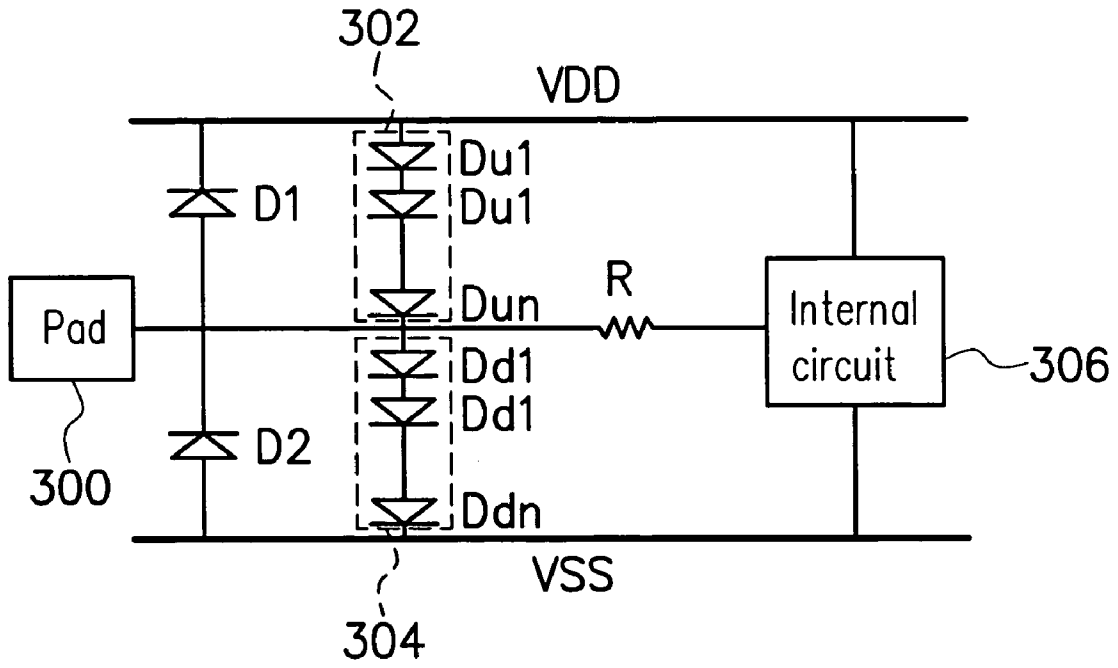 302
VDD
Du1
D1
Du1
Dun
R
Pad
Internal
circuit
Dd1
306
Dd1
D2
300
Ddn
VSS
304